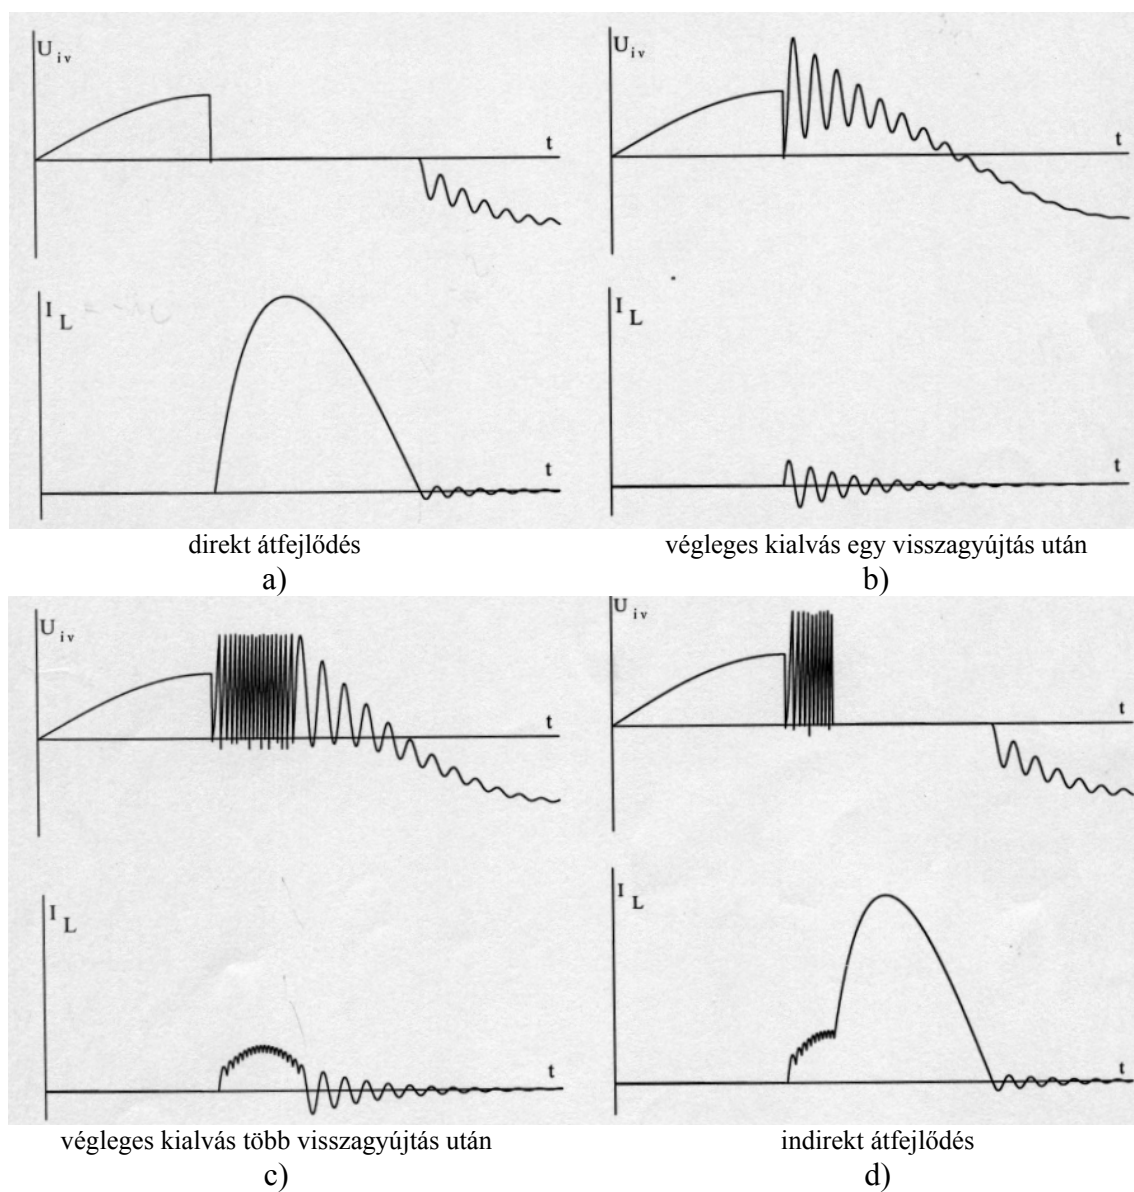 U iv
t
I L
t
direkt átfejlődés
a)
U iv
t
I L
t
végleges kialvás egy visszagyújtás után
b)
U iv
t
I L
t
végleges kialvás több visszagyújtás után
c)
U iv
t
I L
t
indirekt átfejlődés
d)